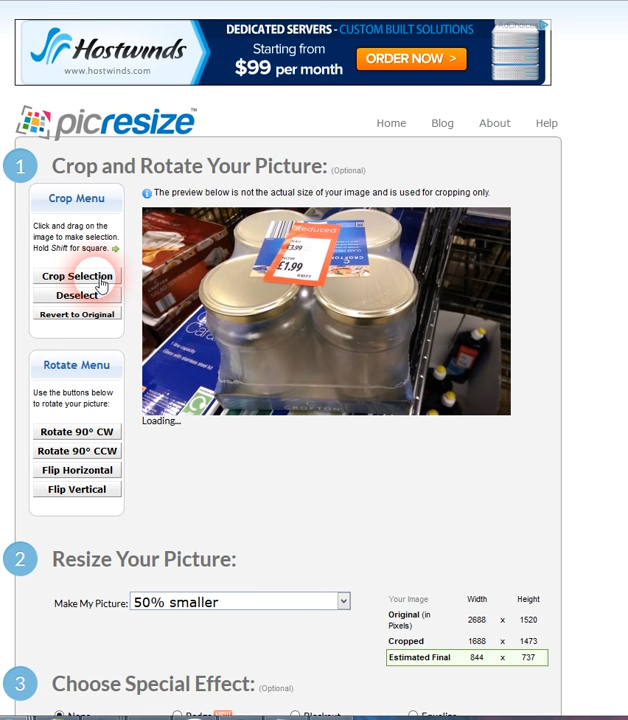 Hostwinds
www.hostwinds.com
DEDICATED SERVERS - CUSTOM BUILT SOLUTIONS
Starting from
$99 per month
ORDER NOW >
AdChoices
picresize™
Home Blog About Help
1 Crop and Rotate Your Picture: (Optional)
Crop Menu
Click and drag on the
image to make selection.
Hold Shift for square.
Crop Selection
Deselect
Revert to Original
The preview below is not the actual size of your image and is used for cropping only.
Reduced
£3.99
£1.99
CROFTON
Loading...
Rotate Menu
Use the buttons below
to rotate your picture:
Rotate 90° CW
Rotate 90° CCW
Flip Horizontal
Flip Vertical
2 Resize Your Picture:
Make My Picture: 50% smaller
Your Image Width Height
Original (in
Pixels) 2688 x 1520
Cropped 1688 x 1473
Estimated Final 844 x 737
3 Choose Special Effect: (Optional)